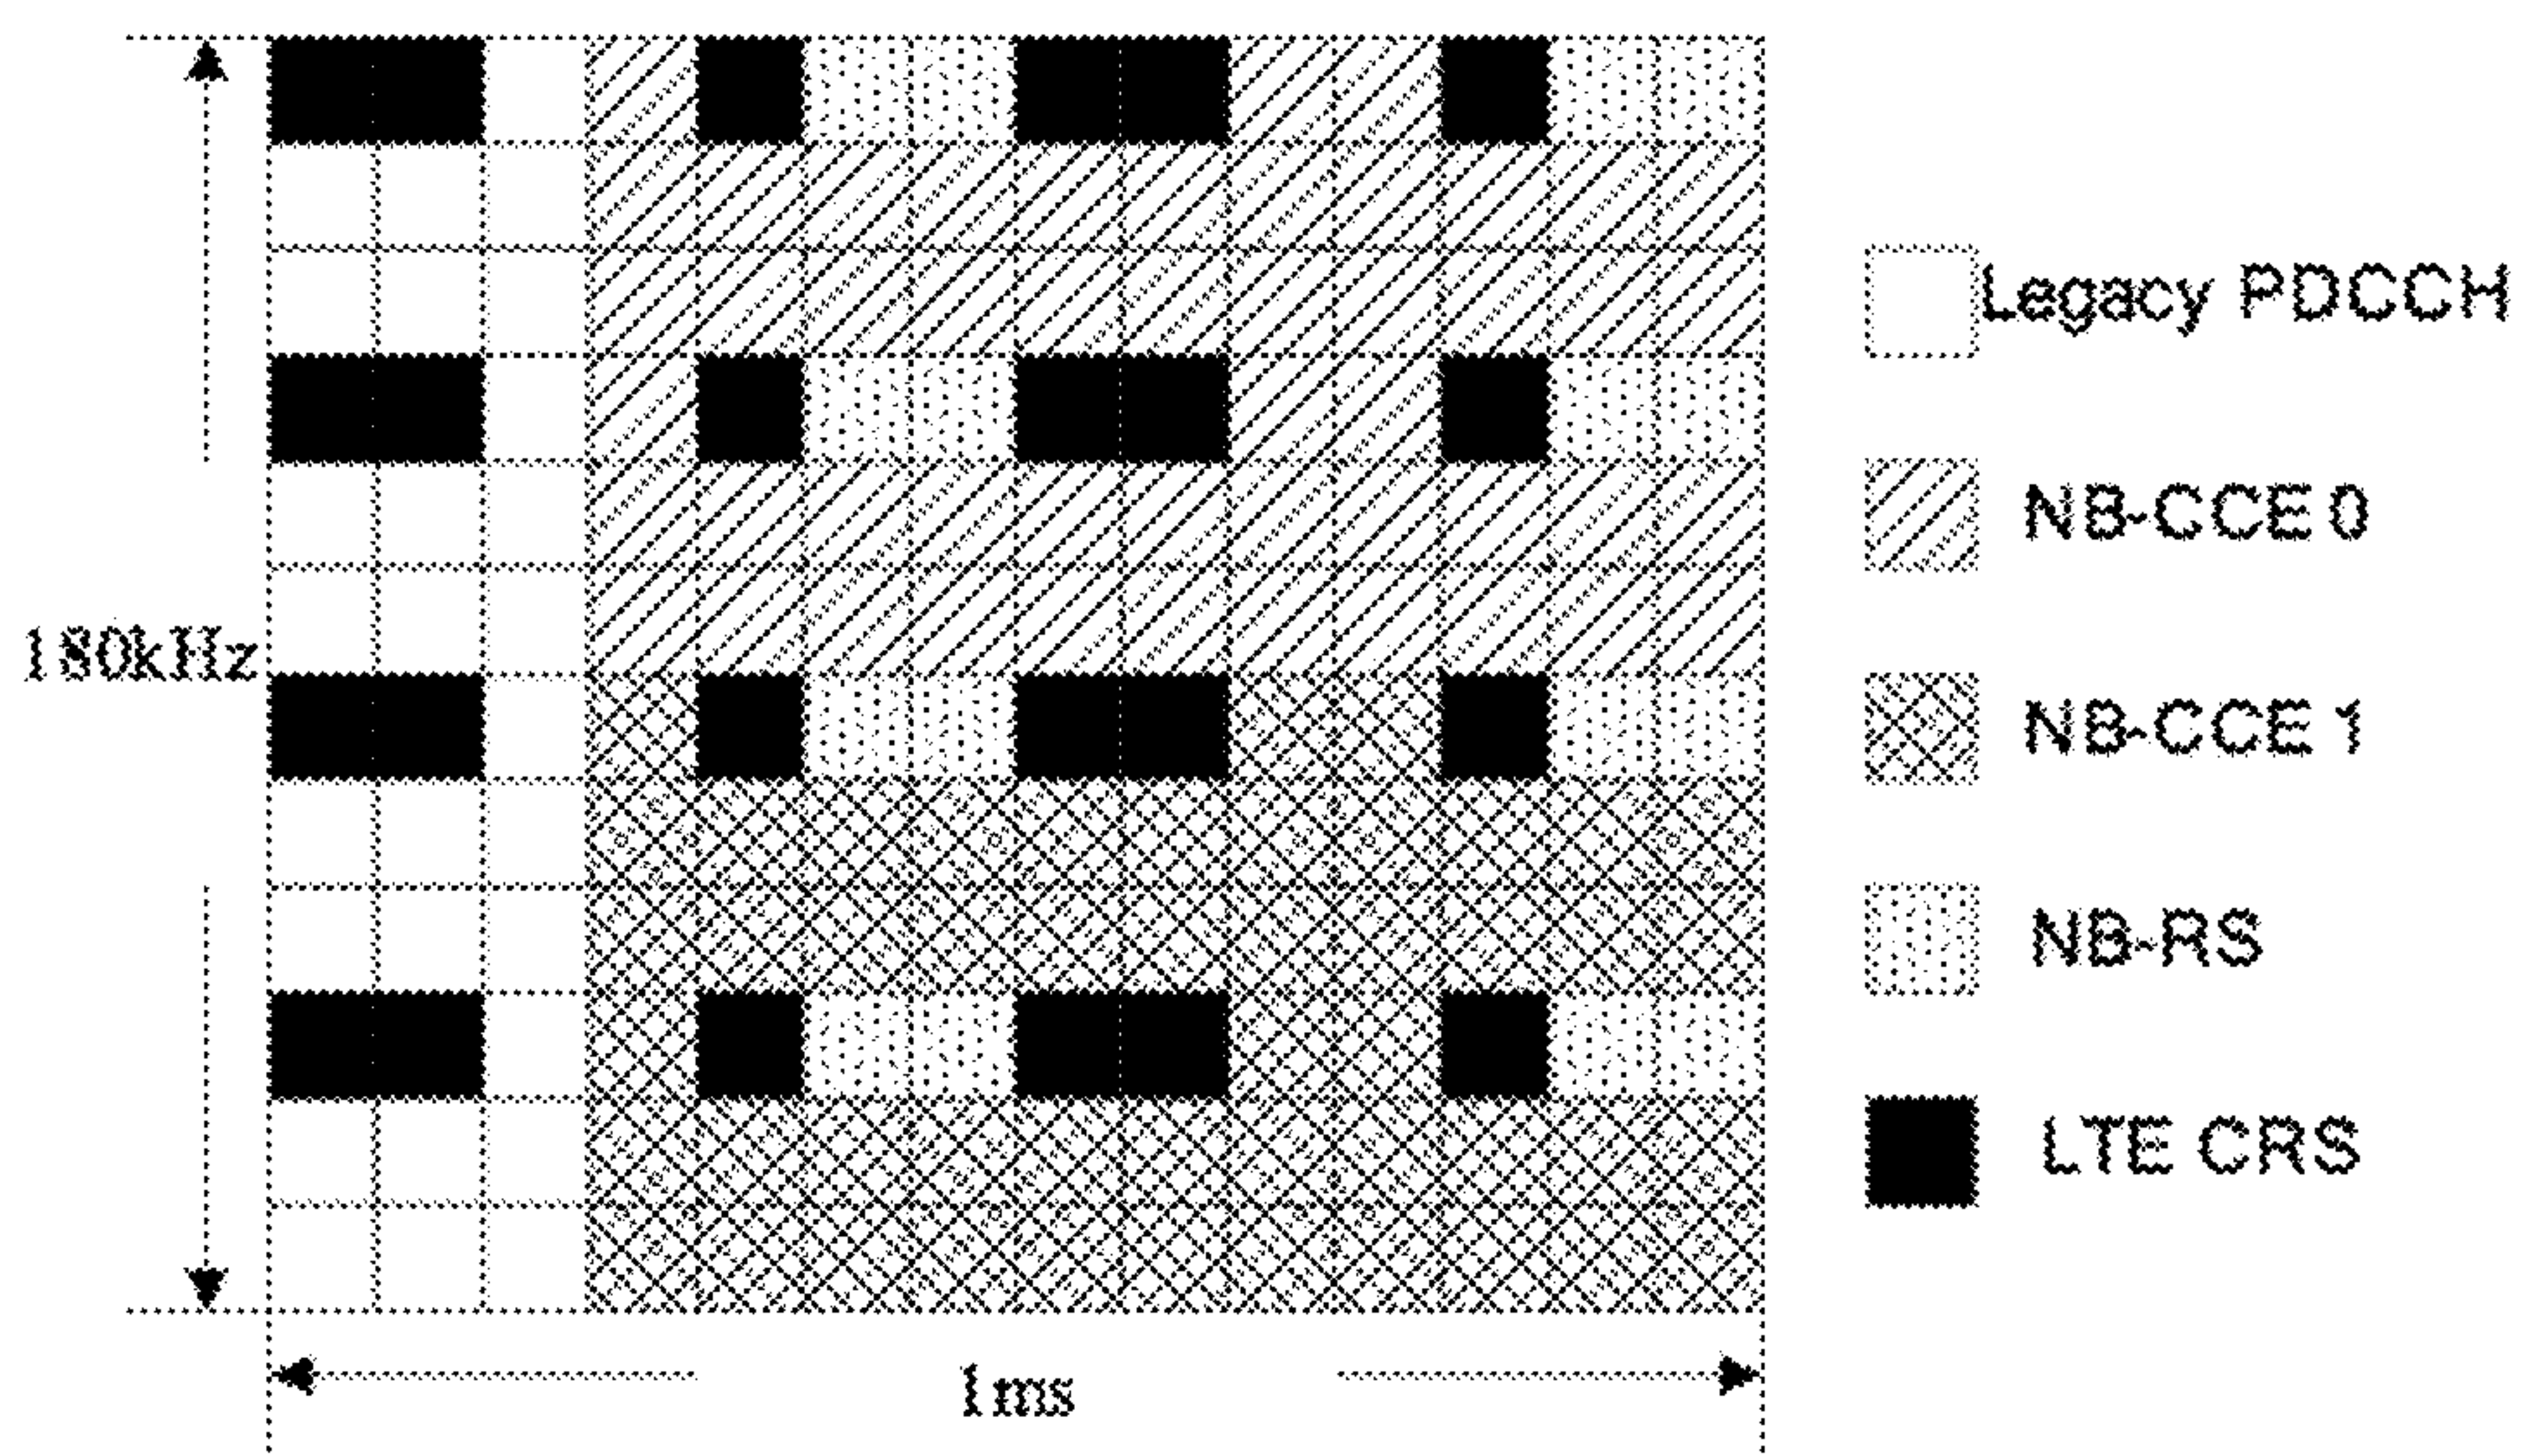 180kHz
1ms
Legacy PDCCH
NB-CCE 0
NB-CCE 1
NB-RS
LTE CRS